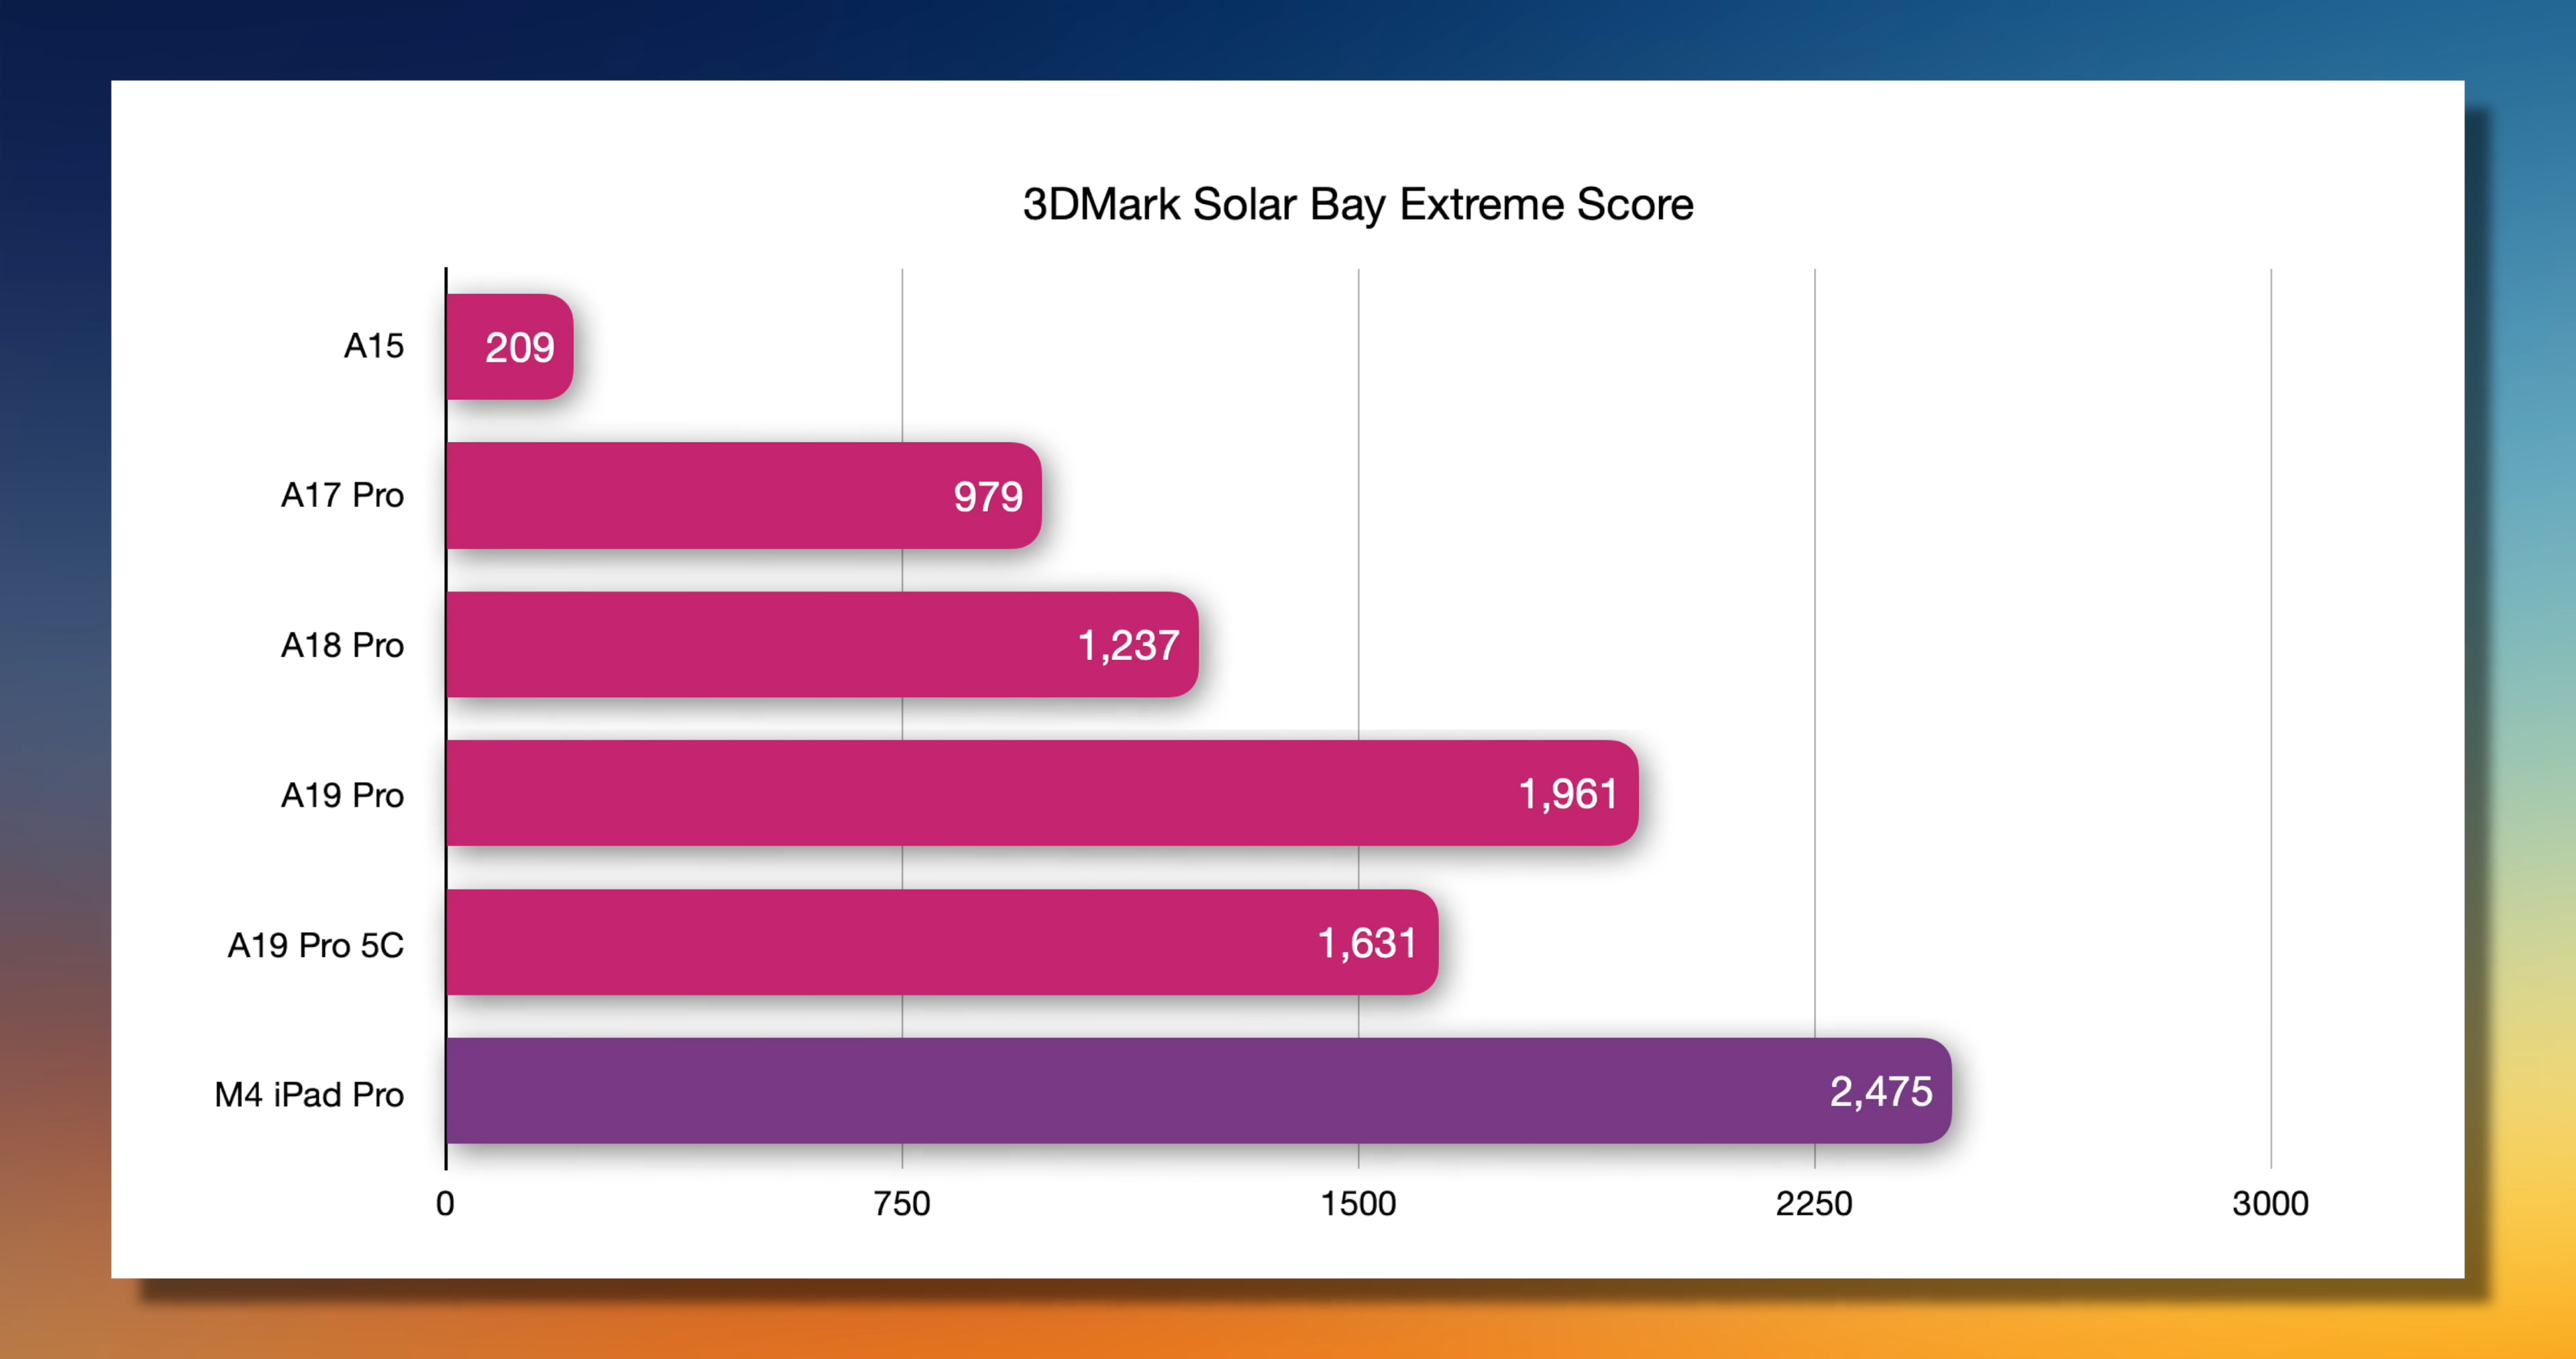 3DMark Solar Bay Extreme Score
A15
209
A17 Pro
979
A18 Pro
1,237
A19 Pro
1,961
A19 Pro 5C
1,631
M4 iPad Pro
2,475
0 750 1500 2250 3000